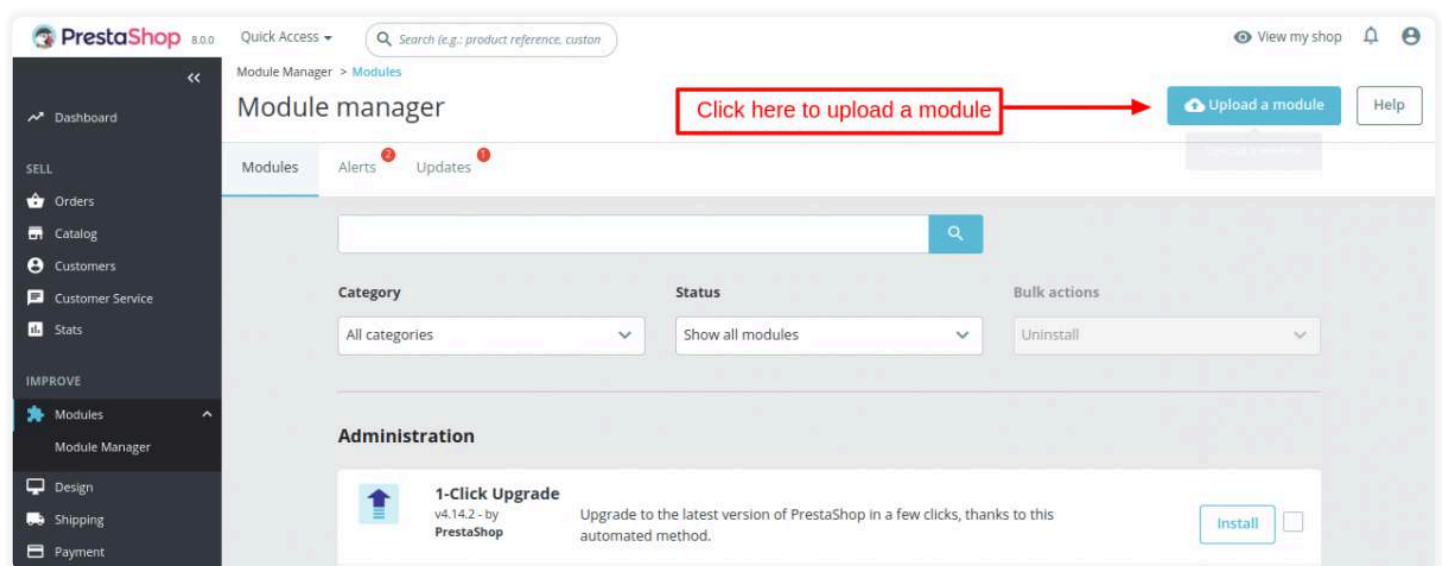 PrestaShop 8.0.0
Quick Access
Search (e.g.: product reference, custon
View my shop
Module Manager > Modules
Module manager
Click here to upload a module
Upload a module
Help
Dashboard
Modules
Alerts 2
Updates 1
SELL
Orders
Catalog
Customers
Customer Service
Stats
Category
Status
Bulk actions
All categories
Show all modules
Uninstall
IMPROVE
Modules
Module Manager
Design
Shipping
Payment
Administration
1-Click Upgrade
v4.14.2 - by
PrestaShop
Upgrade to the latest version of PrestaShop in a few clicks, thanks to this
automated method.
Install